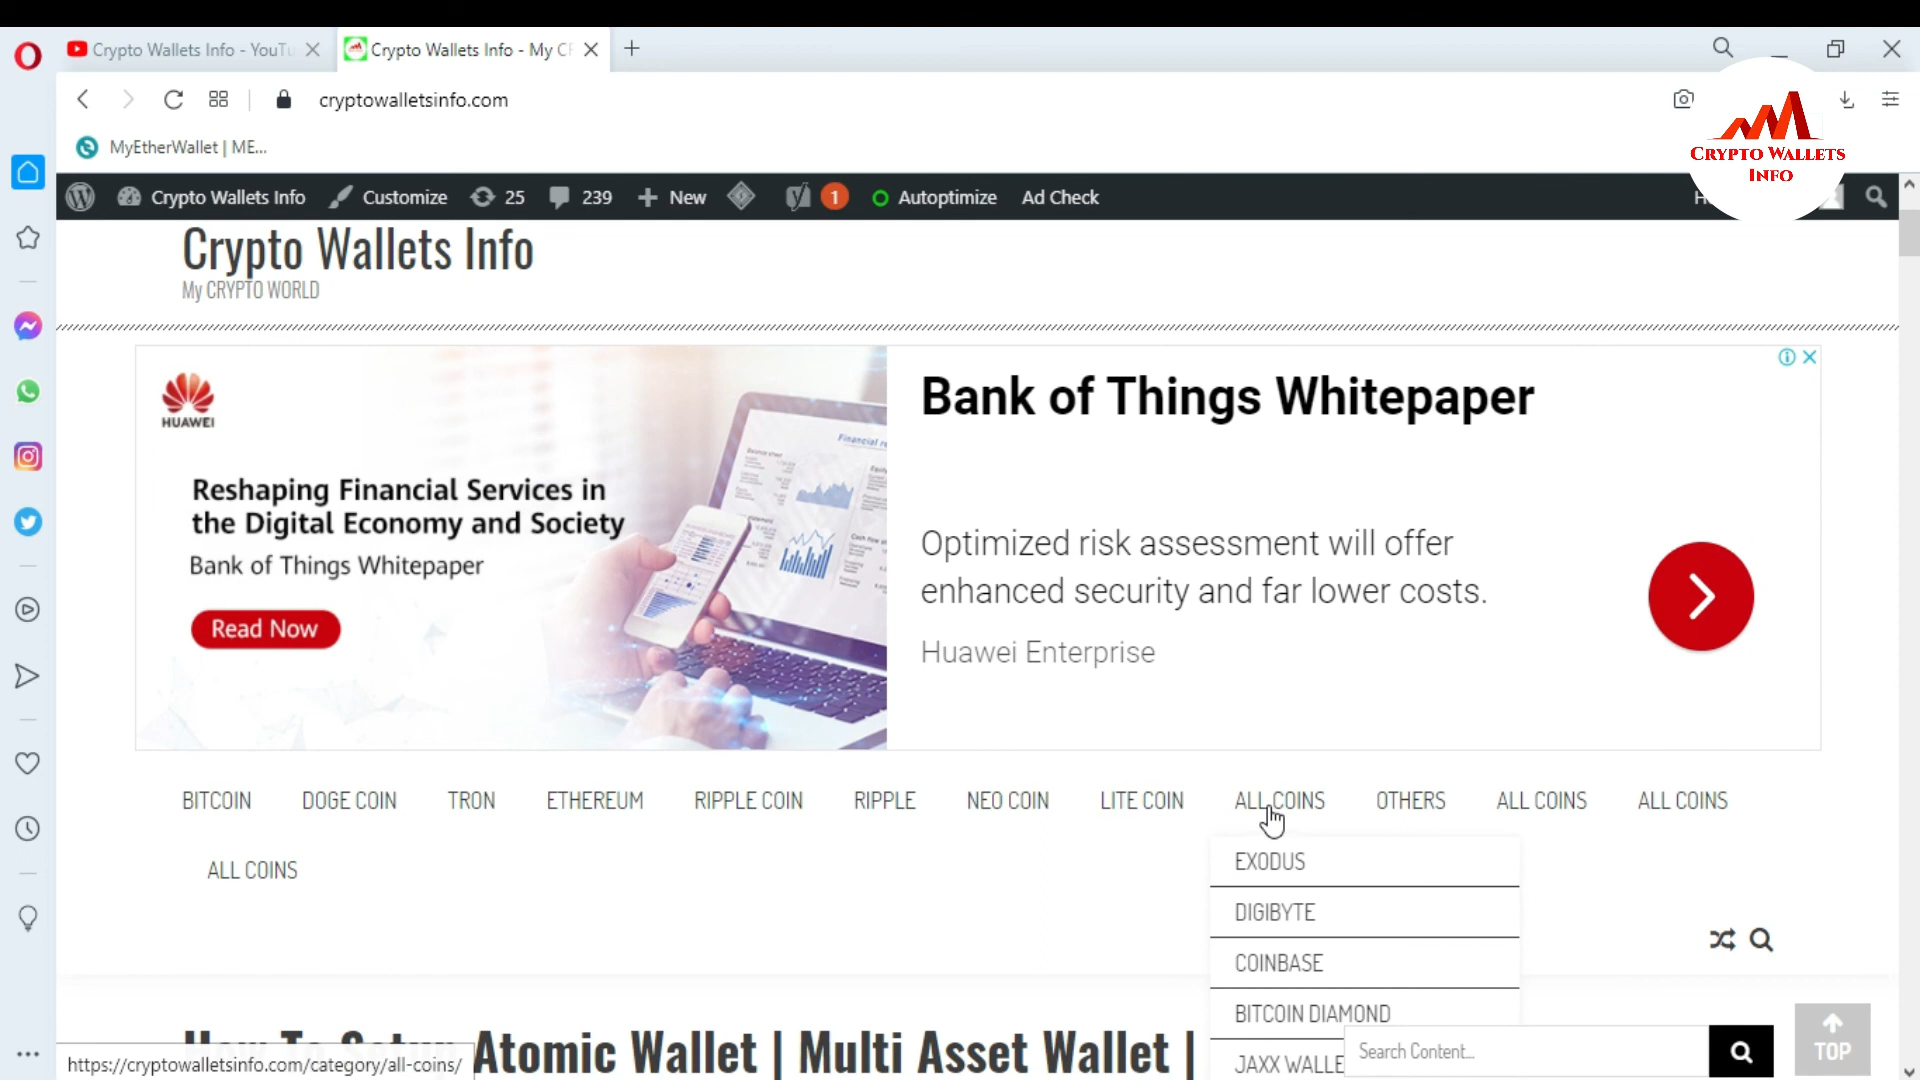 Crypto Wallets Info - YouTu
Crypto Wallets Info - My C
cryptowalletsinfo.com
MyEtherWallet | ME...
CRYPTO WALLETS
INFO
Crypto Wallets Info
Customize
25
239
New
1
Autoptimize
Ad Check
Crypto Wallets Info
My CRYPTO WORLD
HUAWEI
Reshaping Financial Services in
the Digital Economy and Society
Bank of Things Whitepaper
Read Now
Bank of Things Whitepaper
Optimized risk assessment will offer
enhanced security and far lower costs.
Huawei Enterprise
BITCOIN DOGE COIN TRON ETHEREUM RIPPLE COIN RIPPLE NEO COIN LITE COIN ALL COINS OTHERS ALL COINS ALL COINS
ALL COINS
EXODUS
DIGIBYTE
COINBASE
BITCOIN DIAMOND
JAXX WALLE
Search Content...
TOP
How To Setup Atomic Wallet | Multi Asset Wallet |
https://cryptowalletsinfo.com/category/all-coins/